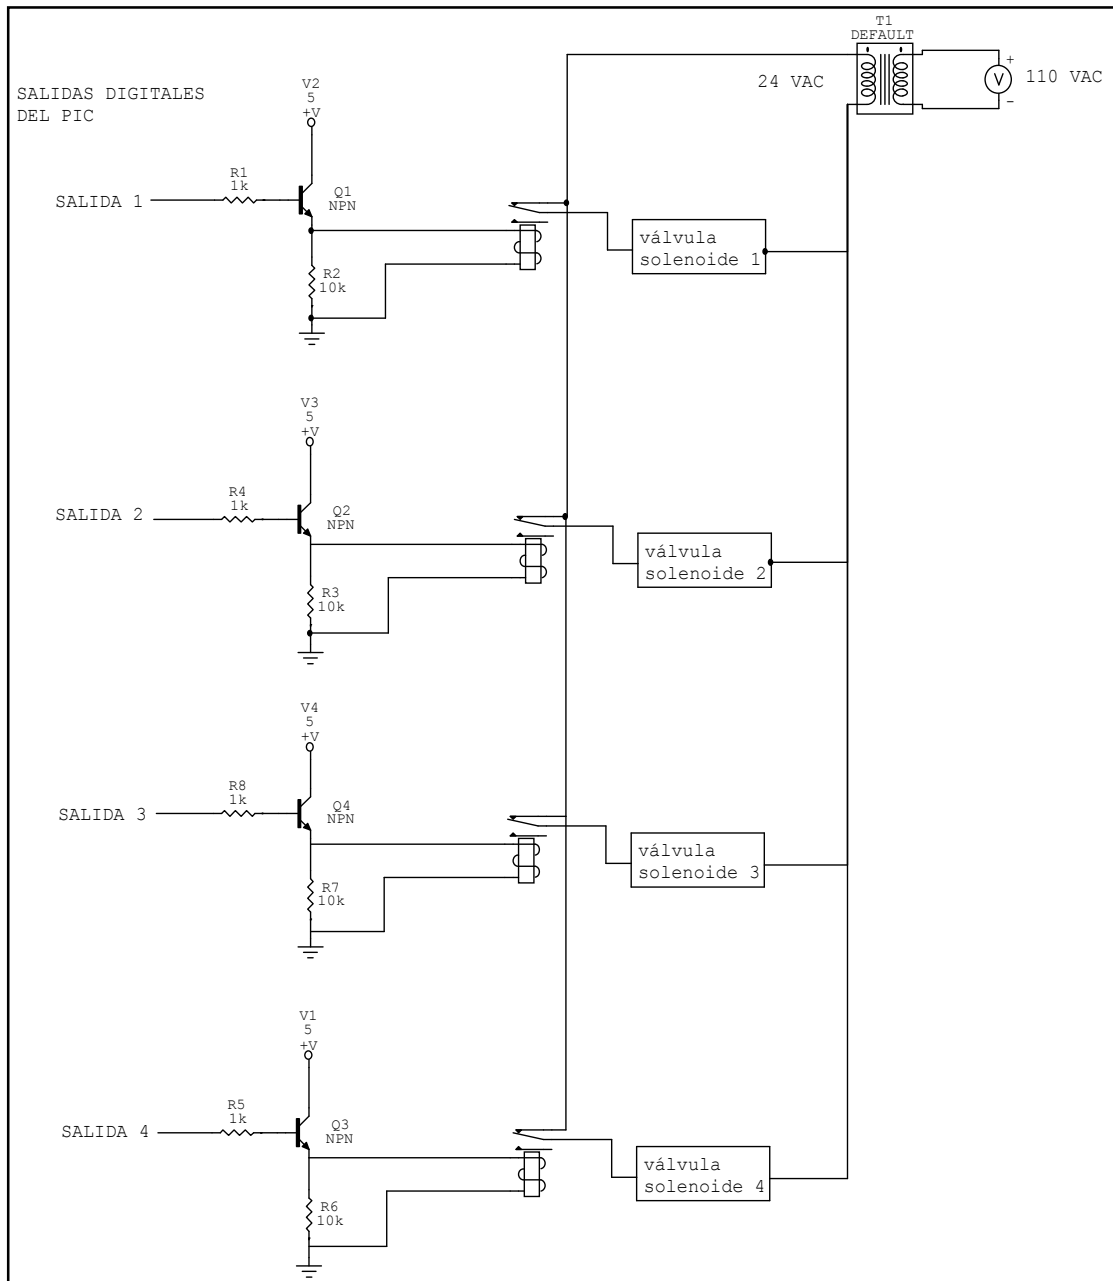 T1
DEFAULT
24 VAC
+
V
110 VAC
−
SALIDAS DIGITALES
DEL PIC
V2
5
+V
R1
1k
Q1
NPN
SALIDA 1
R2
10k
válvula
solenoide 1
V3
5
+V
R4
1k
Q2
NPN
SALIDA 2
R3
10k
válvula
solenoide 2
V4
5
+V
R8
1k
Q4
NPN
SALIDA 3
R7
10k
válvula
solenoide 3
V1
5
+V
R5
1k
Q3
NPN
SALIDA 4
R6
10k
válvula
solenoide 4